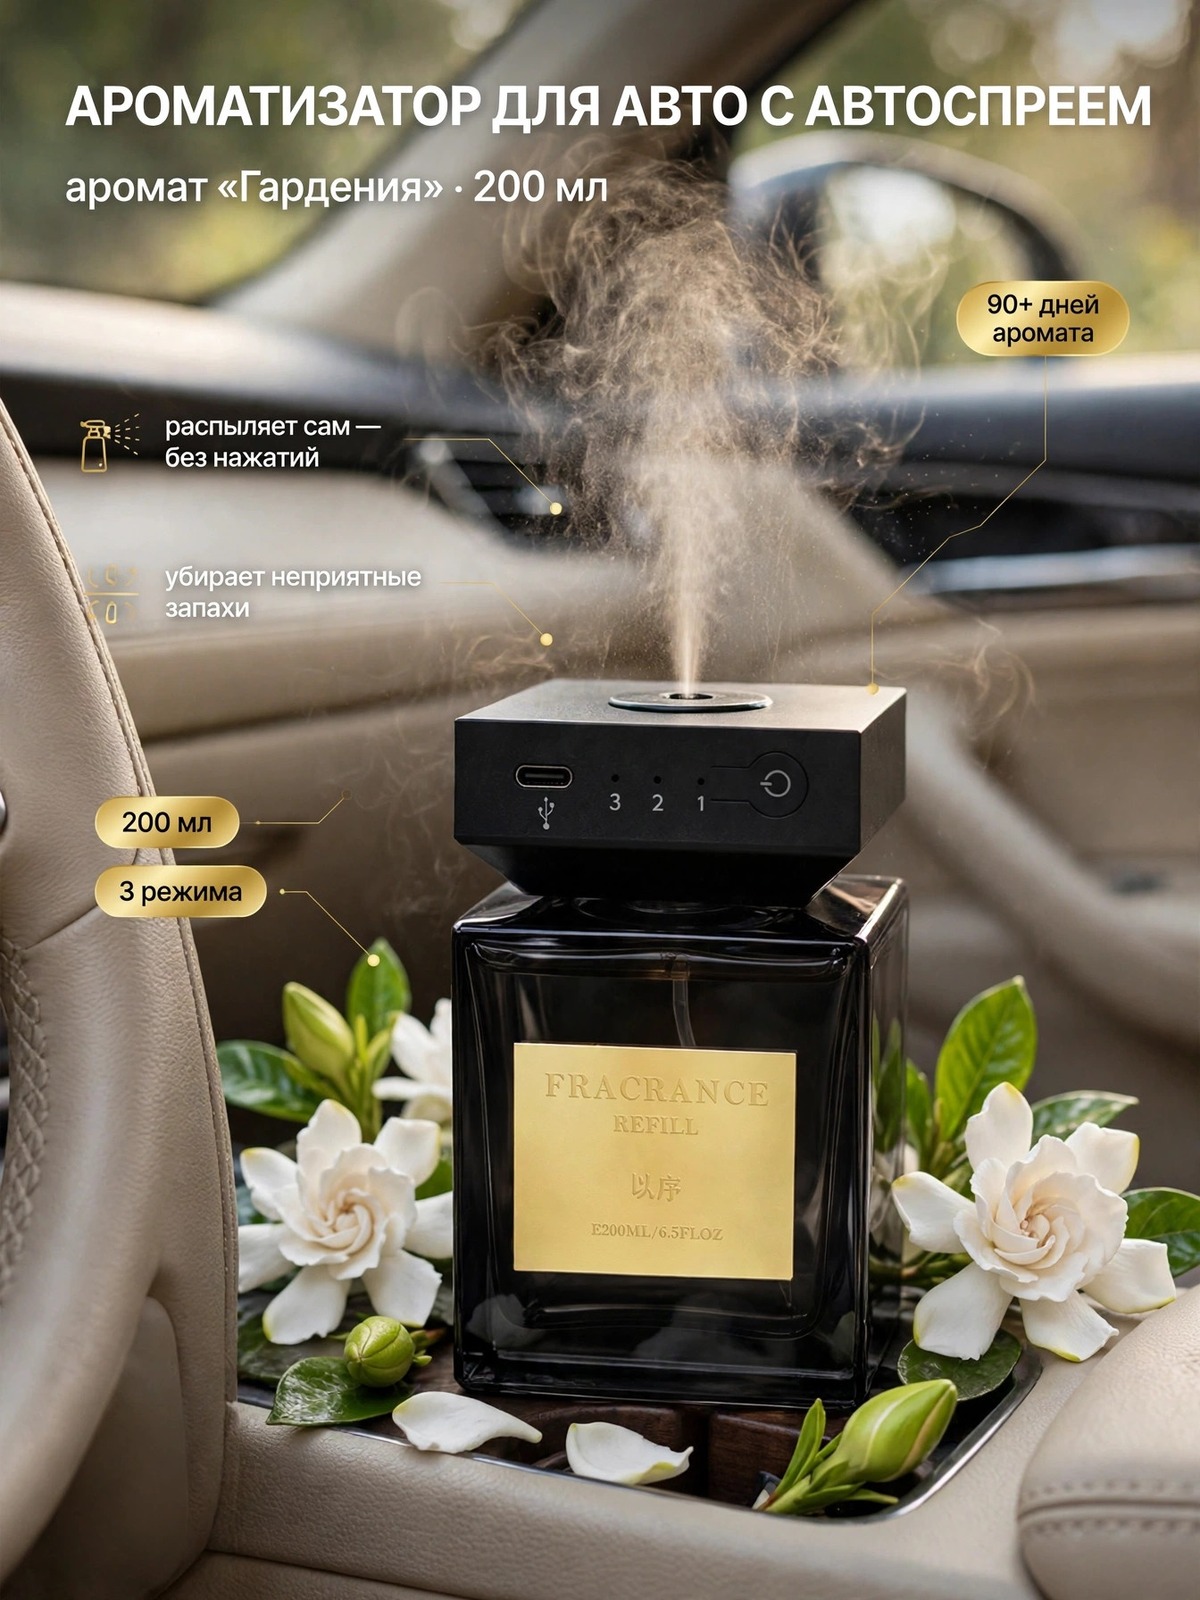 АРОМАТИЗАТОР ДЛЯ АВТО С АВТОСПРЕЕМ
аромат «Гардения» · 200 мл
90+ дней
аромата
распыляет сам —
без нажатий
убирает неприятные
запахи
200 мл
3 режима
3 2 1
FRACRANCE
REFILL
以序
E200ML/6.5FLOZ